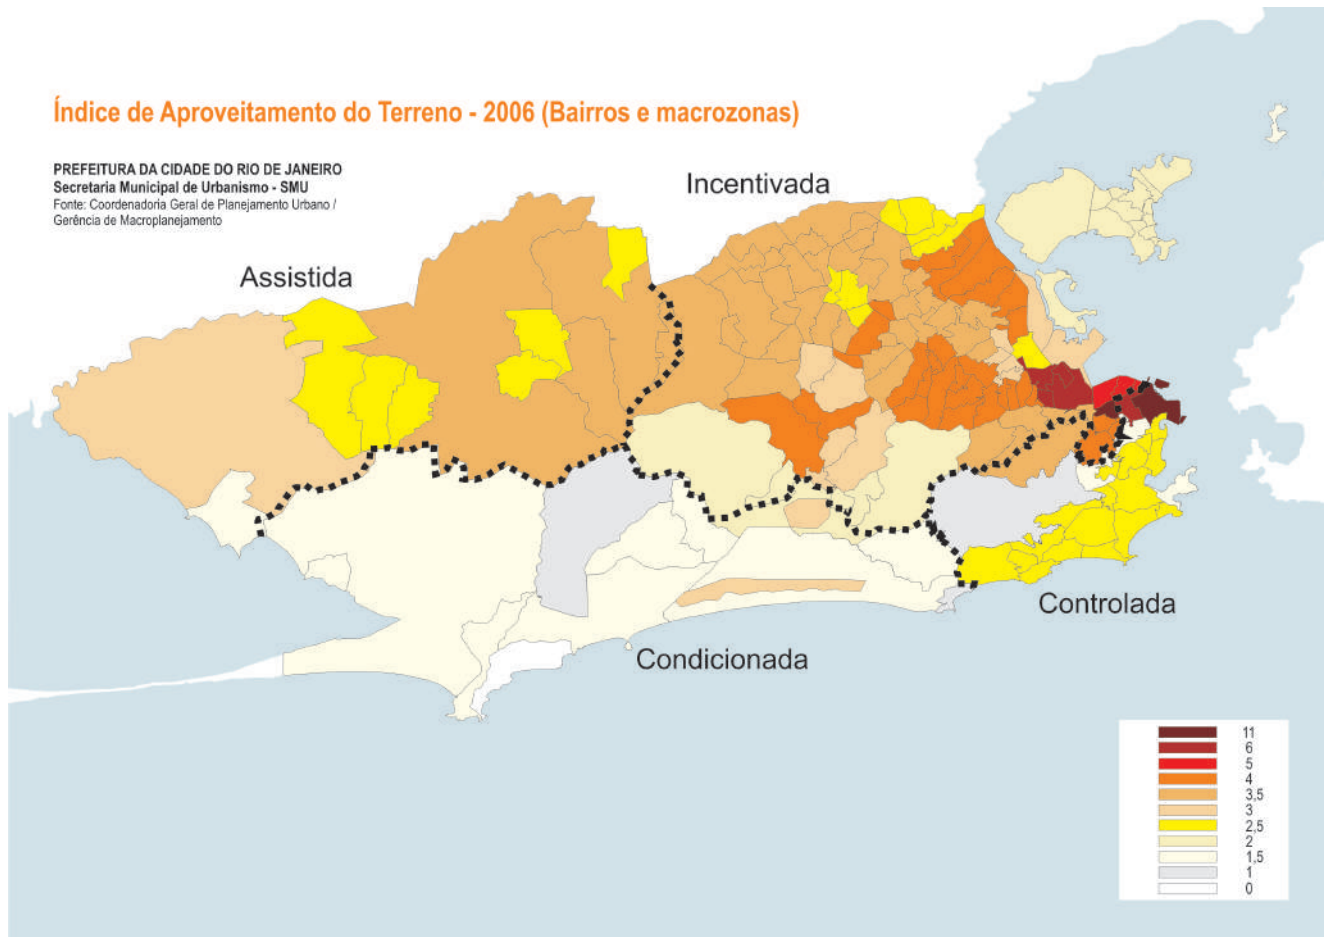 Índice de Aproveitamento do Terreno - 2006 (Bairros e macrozonas)
PREFEITURA DA CIDADE DO RIO DE JANEIRO
Secretaria Municipal de Urbanismo - SMU
Fonte: Coordenadoria Geral de Planejamento Urbano /
Gerência de Macroplanejamento
Incentivada
Assistida
Controlada
Condicionada
11
6
5
4
3,5
3
2,5
2
1,5
1
0